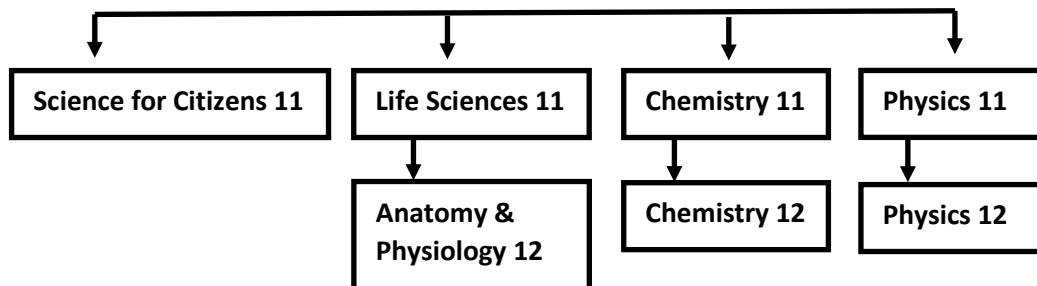 Science for Citizens 11
Life Sciences 11
Chemistry 11
Physics 11
Anatomy &
Physiology 12
Chemistry 12
Physics 12